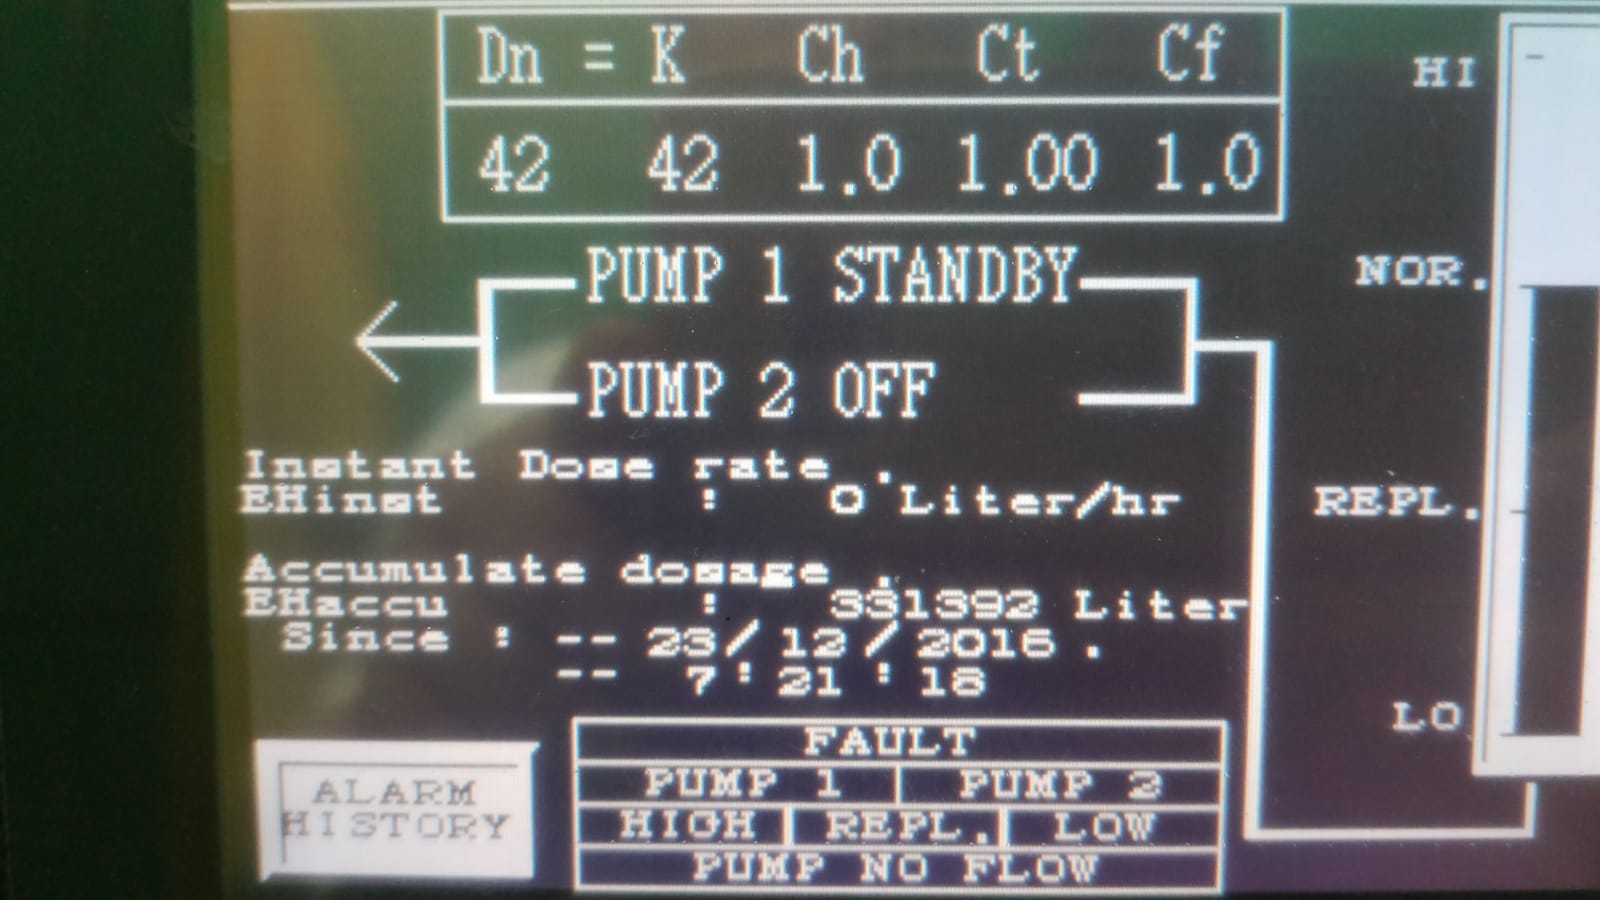 Dn = K Ch Ct Cf
42 42 1.0 1.00 1.0
HI
PUMP 1 STANDBY
NOR.
PUMP 2 OFF
Instant Dose rate .
EHinst : 0 Liter/hr
REPL.
Accumulate dosage .
EHaccu : 331392 Liter
Since : -- 23/12/2016 .
-- 7:21:18
LO
FAULT
PUMP 1 PUMP 2
HIGH REPL. LOW
PUMP NO FLOW
ALARM
HISTORY